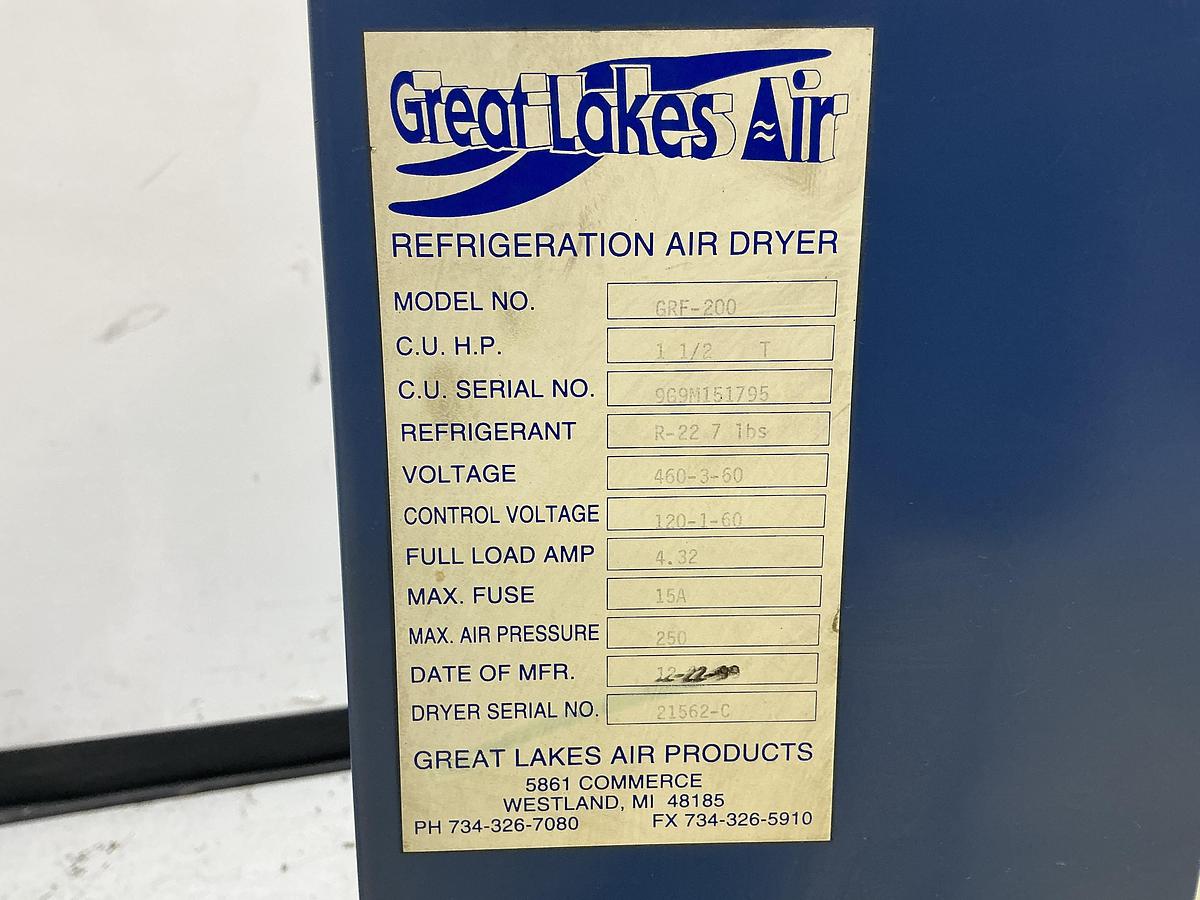 Great Lakes Air
REFRIGERATION AIR DRYER
MODEL NO. GRF-200
C.U. H.P. 1 1/2 T
C.U. SERIAL NO. 9G9M151795
REFRIGERANT R-22 7 lbs
VOLTAGE 460-3-60
CONTROL VOLTAGE 120-1-60
FULL LOAD AMP 4.32
MAX. FUSE 15A
MAX. AIR PRESSURE 250
DATE OF MFR. 12-22-99
DRYER SERIAL NO. 21562-C
GREAT LAKES AIR PRODUCTS
5861 COMMERCE
WESTLAND, MI 48185
PH 734-326-7080 FX 734-326-5910